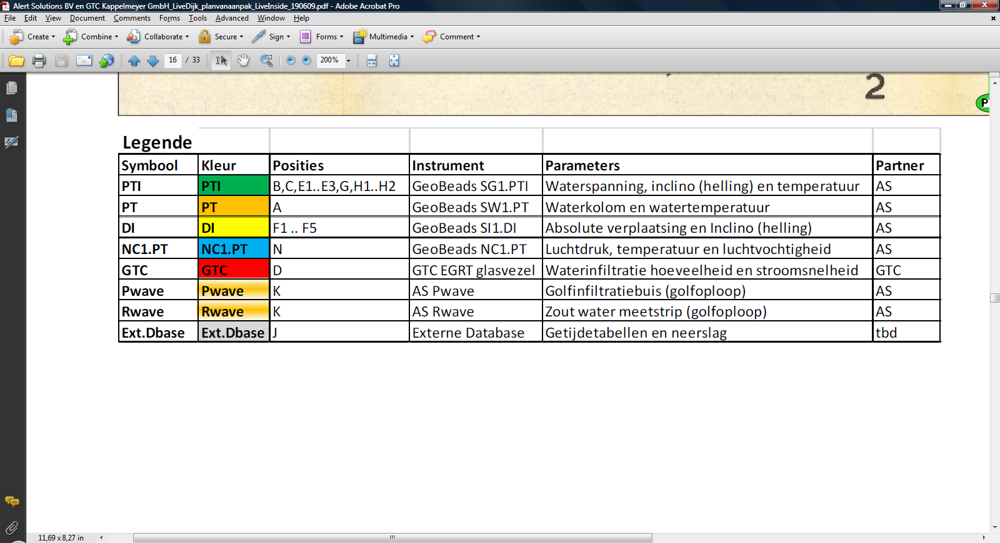 Alert Solutions BV en GTC Kappelmeyer GmbH_LiveDijk_planvanaanpak_LiveInside_190609.pdf - Adobe Acrobat Pro
File Edit View Document Comments Forms Tools Advanced Window Help
Create Combine Collaborate Secure Sign Forms Multimedia Comment
16 / 33 200%
2
Legende
Symbool Kleur Posities Instrument Parameters Partner
PTI PTI B,C,E1..E3,G,H1..H2 GeoBeads SG1.PTI Waterspanning, inclino (helling) en temperatuur AS
PT PT A GeoBeads SW1.PT Waterkolom en watertemperatuur AS
DI DI F1 .. F5 GeoBeads SI1.DI Absolute verplaatsing en Inclino (helling) AS
NC1.PT NC1.PT N GeoBeads NC1.PT Luchtdruk, temperatuur en luchtvochtigheid AS
GTC GTC D GTC EGRT glasvezel Waterinfiltratie hoeveelheid en stroomsnelheid GTC
Pwave Pwave K AS Pwave Golfinfiltratiebuis (golfoploop) AS
Rwave Rwave K AS Rwave Zout water meetstrip (golfoploop) AS
Ext.Dbase Ext.Dbase J Externe Database Getijdetabellen en neerslag tbd
11,69 x 8,27 in